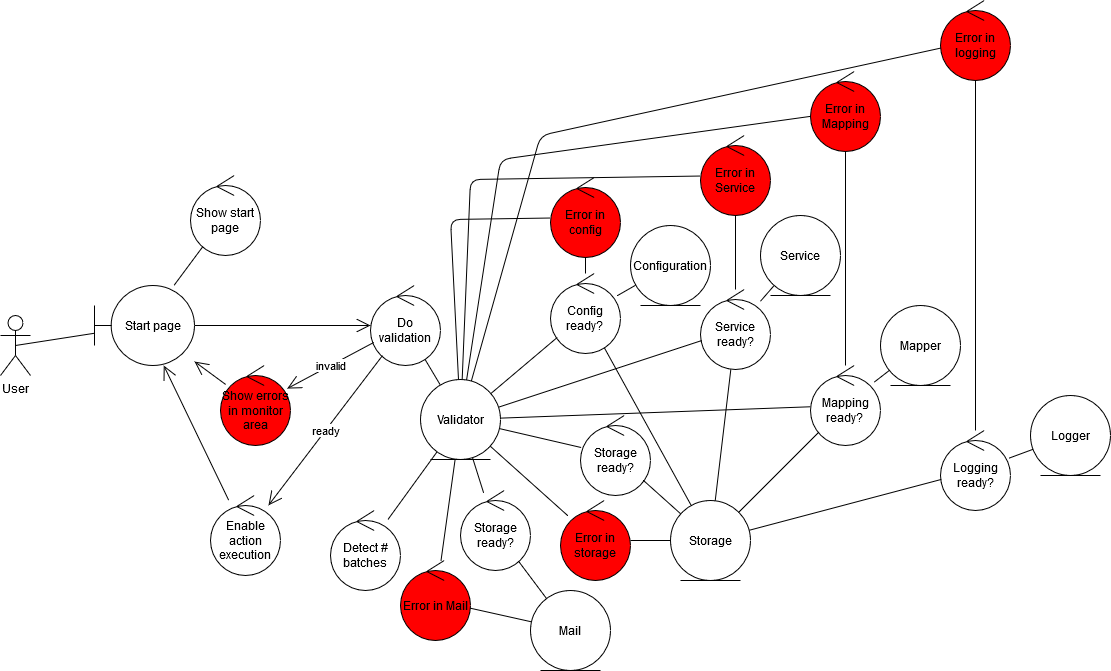 Error in
logging
Error in
Mapping
Error in
Service
Error in
config
Show start
page
Service
Configuration
Config
ready?
Start page
Do
validation
Service
ready?
Mapper
invalid
User
Show errors
in monitor
area
Mapping
ready?
Validator
ready
Logger
Storage
ready?
Logging
ready?
Enable
action
execution
Detect #
batches
Storage
ready?
Error in
storage
Storage
Error in Mail
Mail